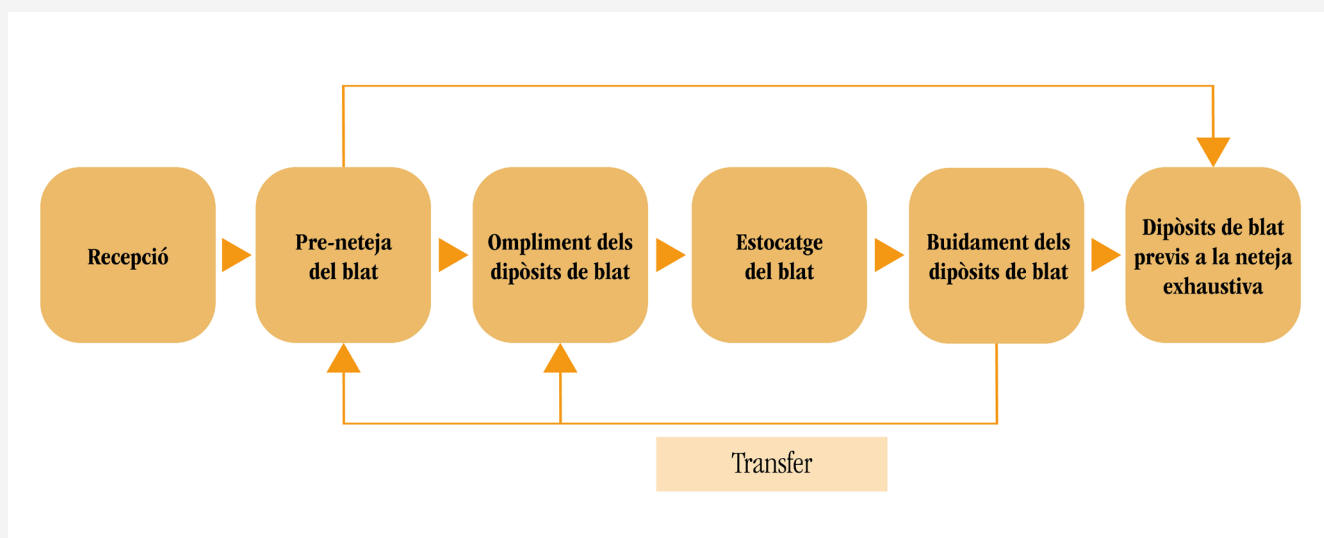 Recepció
Pre-neteja
del blat
Ompliment dels
dipòsits de blat
Estocatge
del blat
Buidament dels
dipòsits de blat
Dipòsits de blat
previs a la neteja
exhaustiva
Transfer